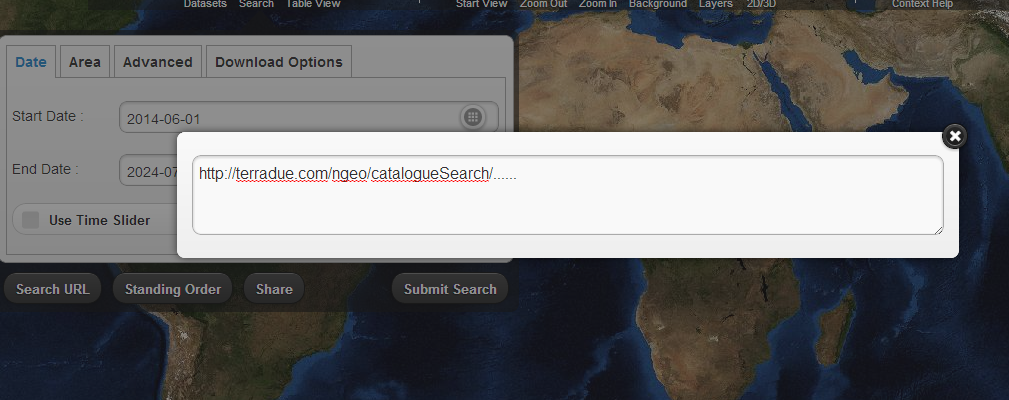 Datasets Search Table View Start View Zoom Out Zoom In Background Layers 2D/3D Context Help
Date Area Advanced Download Options
Start Date : 2014-06-01
End Date : 2024-07
http://terradue.com/ngeo/catalogueSearch/......
Use Time Slider
Search URL Standing Order Share Submit Search